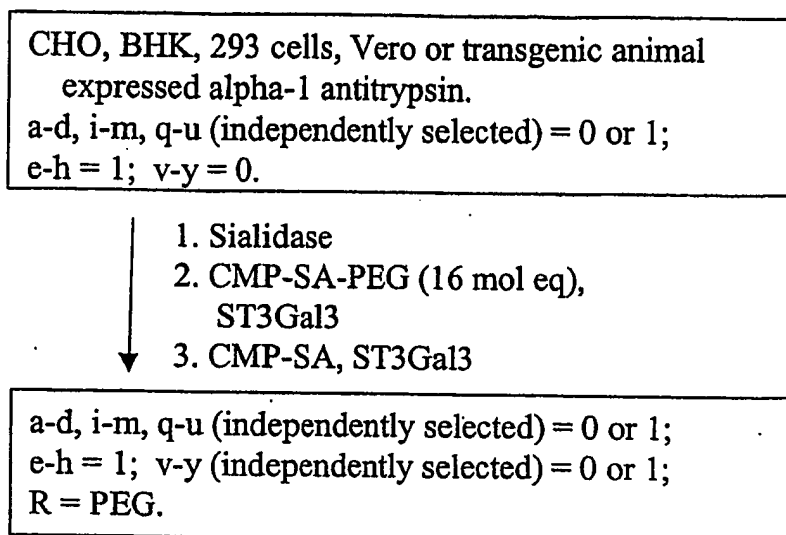 CHO, BHK, 293 cells, Vero or transgenic animal
expressed alpha-1 antitrypsin.
a-d, i-m, q-u (independently selected) = 0 or 1;
e-h = 1; v-y = 0.
1. Sialidase
2. CMP-SA-PEG (16 mol eq),
ST3Gal3
3. CMP-SA, ST3Gal3
a-d, i-m, q-u (independently selected) = 0 or 1;
e-h = 1; v-y (independently selected) = 0 or 1;
R = PEG.